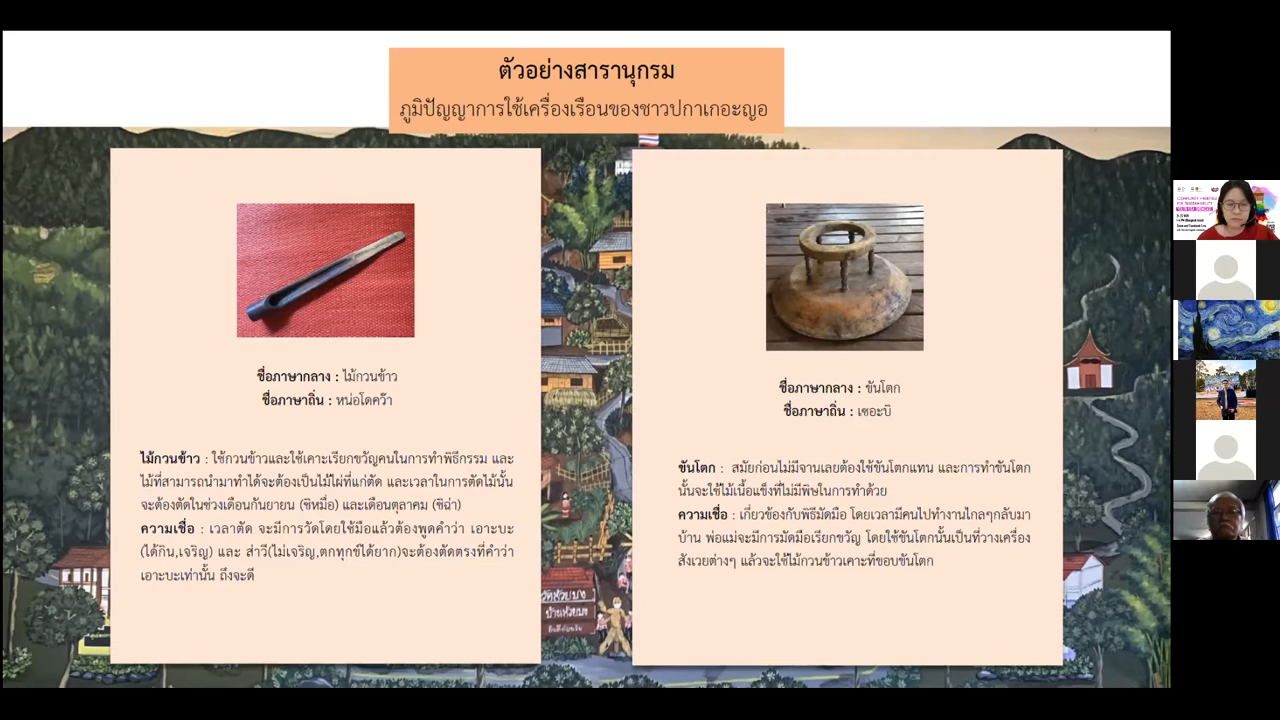 ตัวอย่างสารานุกรม
ภูมิปัญญาการใช้เครื่องเรือนของชาวปกาเกอะญอ
ชื่อภาษากลาง : ไม้กวนข้าว
ชื่อภาษาถิ่น : หน่อโดคว๊า
ไม้กวนข้าว : ใช้กวนข้าวและใช้เคาะเรียกขวัญคนในการทำพิธีกรรม และ
ไม้ที่สามารถนำมาทำได้จะต้องเป็นไม้ไผ่ที่แก่ตัด และเวลาในการตัดไม้นั้น
จะต้องตัดในช่วงเดือนกันยายน (ซิหมื่อ) และเดือนตุลาคม (ซิฉ่า)
ความเชื่อ : เวลาตัด จะมีการวัดโดยใช้มือแล้วต้องพูดคำว่า เอาะบะ
(ได้กิน,เจริญ) และ ส่าวี(ไม่เจริญ,ตกทุกข์ได้ยาก)จะต้องตัดตรงที่คำว่า
เอาะบะเท่านั้น ถึงจะดี
ชื่อภาษากลาง : ขันโตก
ชื่อภาษาถิ่น : เซอะบิ
ขันโตก : สมัยก่อนไม่มีจานเลยต้องใช้ขันโตกแทน และการทำขันโตก
นั้นจะใช้ไม้เนื้อแข็งที่ไม่มีพิษในการทำด้วย
ความเชื่อ : เกี่ยวข้องกับพิธีมัดมือ โดยเวลามีคนไปทำงานไกลๆกลับมา
บ้าน พ่อแม่จะมีการมัดมือเรียกขวัญ โดยใช้ขันโตกนั้นเป็นที่วางเครื่อง
สังเวยต่างๆ แล้วจะใช้ไม้กวนข้าวเคาะที่ขอบขันโตก
วัดห้วยบง
บ้านห้วยบง
COMMUNITY HERITAGE